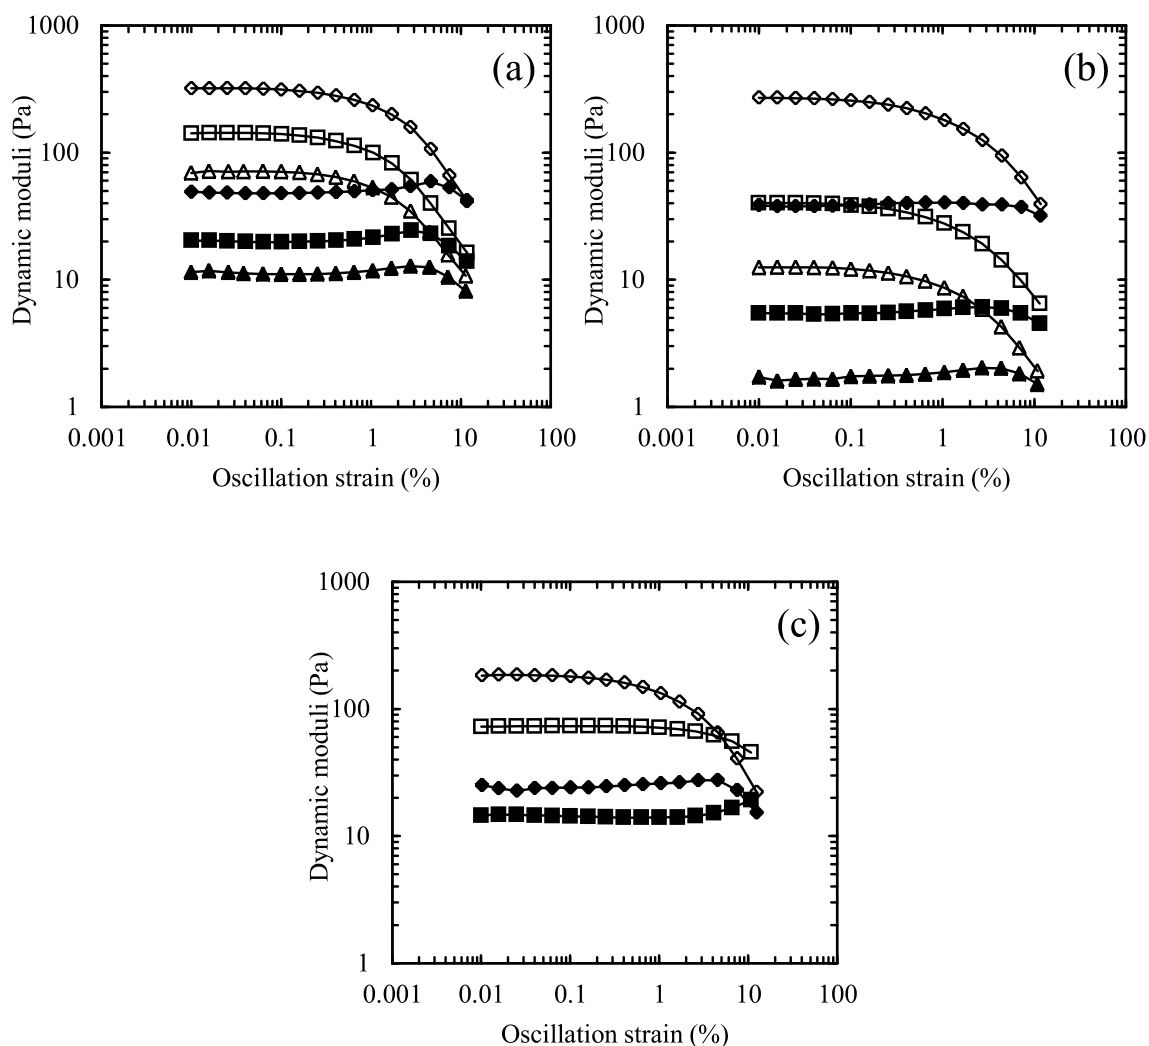 1000
100
10
1
Dynamic moduli (Pa)
(a)
0.001 0.01 0.1 1 10 100
Oscillation strain (%)
1000
100
10
1
Dynamic moduli (Pa)
(b)
0.001 0.01 0.1 1 10 100
Oscillation strain (%)
1000
100
10
1
Dynamic moduli (Pa)
(c)
0.001 0.01 0.1 1 10 100
Oscillation strain (%)